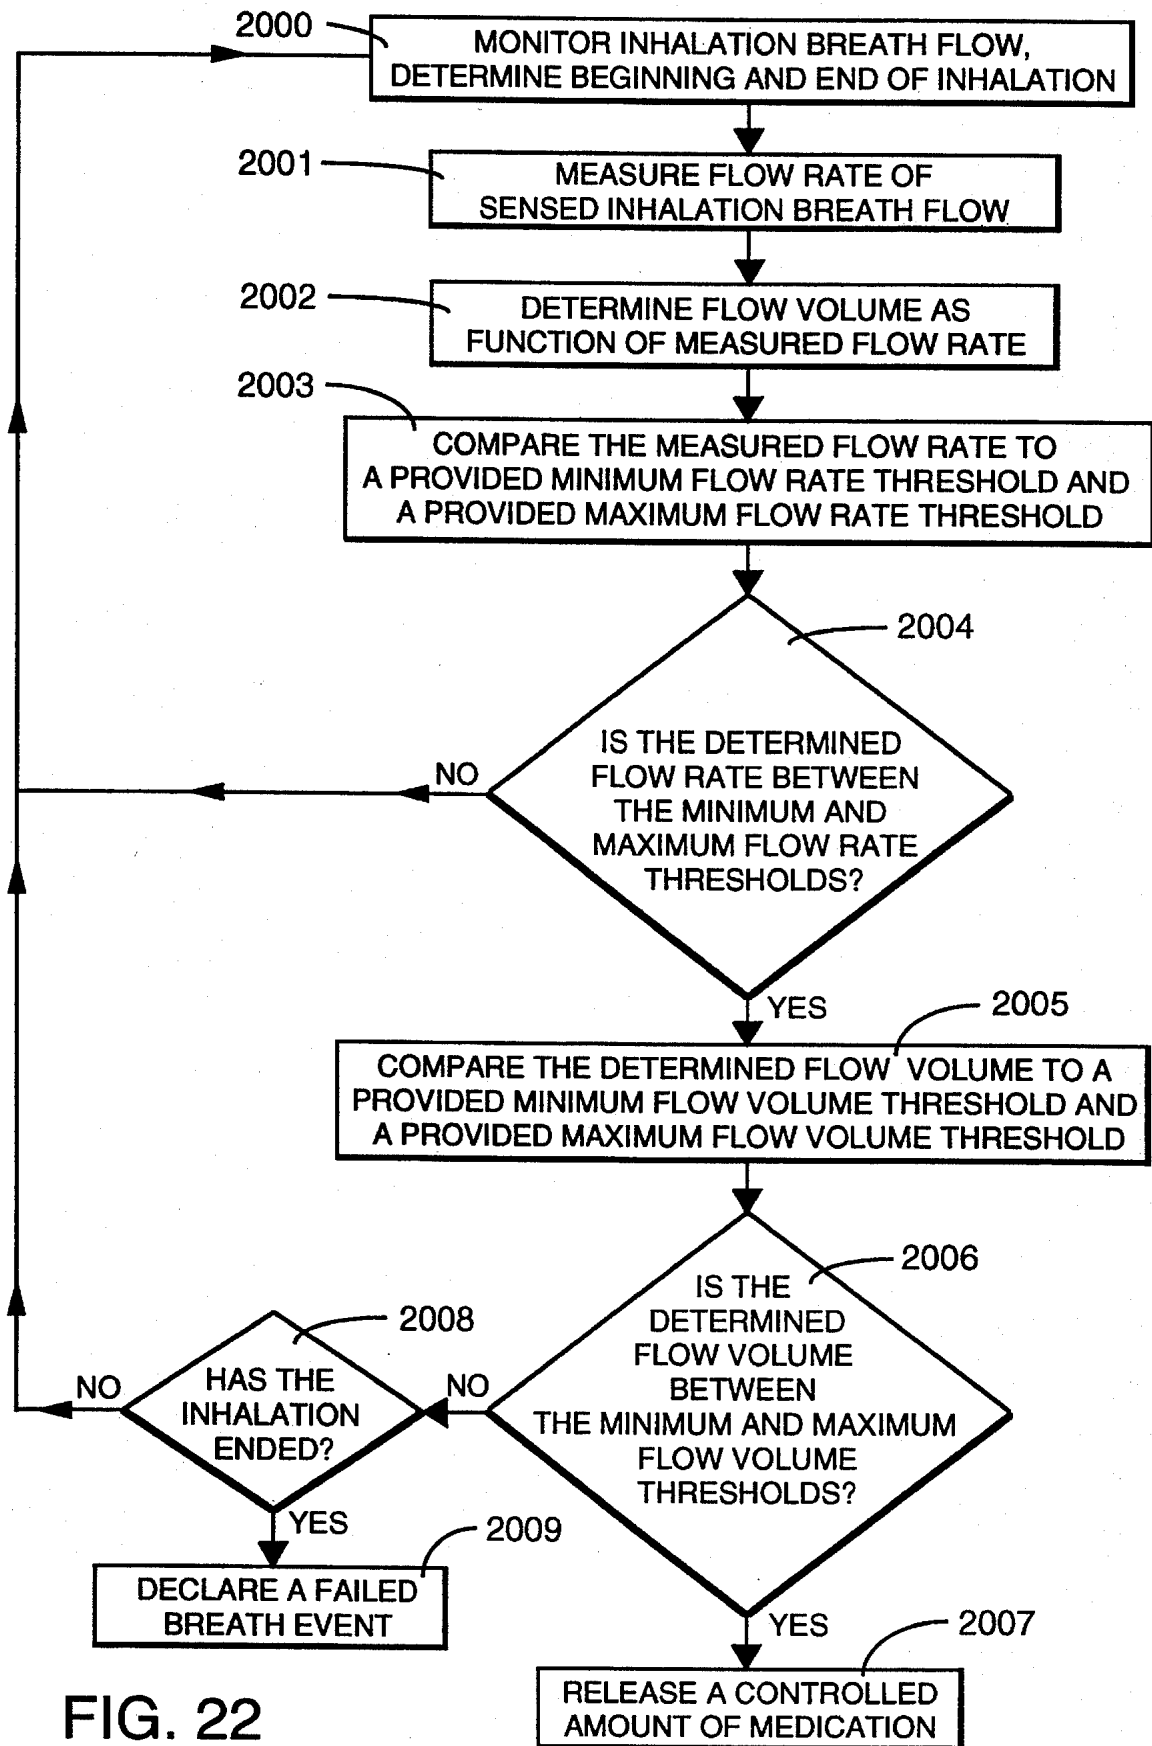 2000
MONITOR INHALATION BREATH FLOW,
DETERMINE BEGINNING AND END OF INHALATION
2001
MEASURE FLOW RATE OF
SENSED INHALATION BREATH FLOW
2002
DETERMINE FLOW VOLUME AS
FUNCTION OF MEASURED FLOW RATE
2003
COMPARE THE MEASURED FLOW RATE TO
A PROVIDED MINIMUM FLOW RATE THRESHOLD AND
A PROVIDED MAXIMUM FLOW RATE THRESHOLD
2004
IS THE DETERMINED
FLOW RATE BETWEEN
THE MINIMUM AND
MAXIMUM FLOW RATE
THRESHOLDS?
NO
YES
2005
COMPARE THE DETERMINED FLOW VOLUME TO A
PROVIDED MINIMUM FLOW VOLUME THRESHOLD AND
A PROVIDED MAXIMUM FLOW VOLUME THRESHOLD
2006
IS THE
DETERMINED
FLOW VOLUME
BETWEEN
THE MINIMUM AND MAXIMUM
FLOW VOLUME
THRESHOLDS?
NO
2008
HAS THE
INHALATION
ENDED?
NO
YES
2009
DECLARE A FAILED
BREATH EVENT
YES
2007
RELEASE A CONTROLLED
AMOUNT OF MEDICATION
FIG. 22